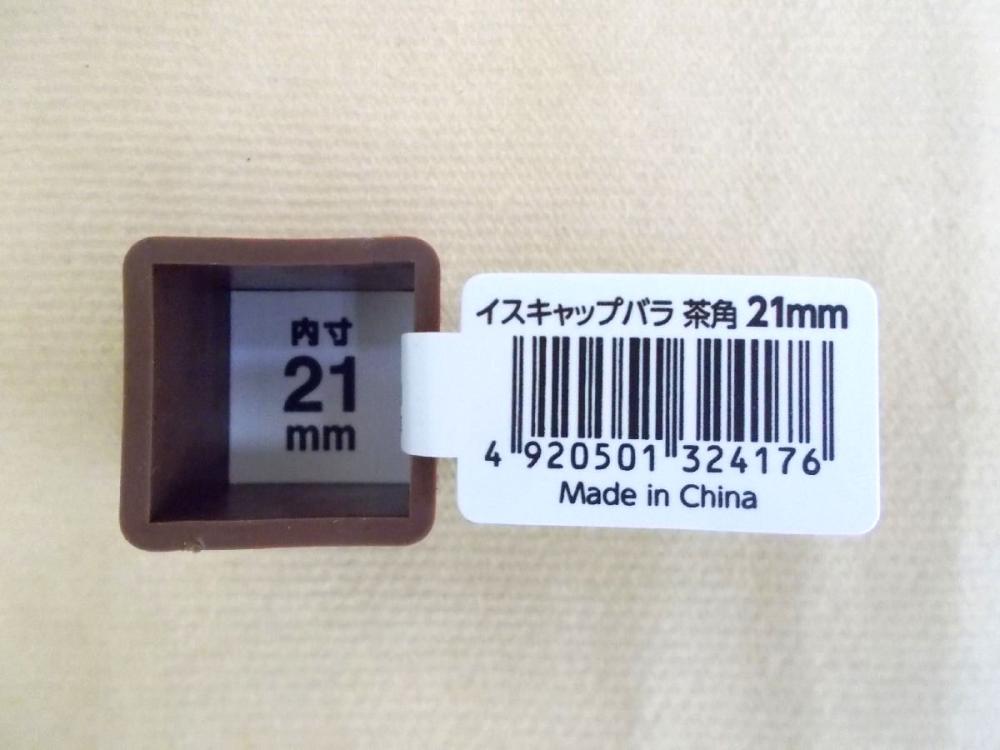 内寸
21
mm
イスキャップバラ 茶角 21mm
4 920501 324176
Made in China